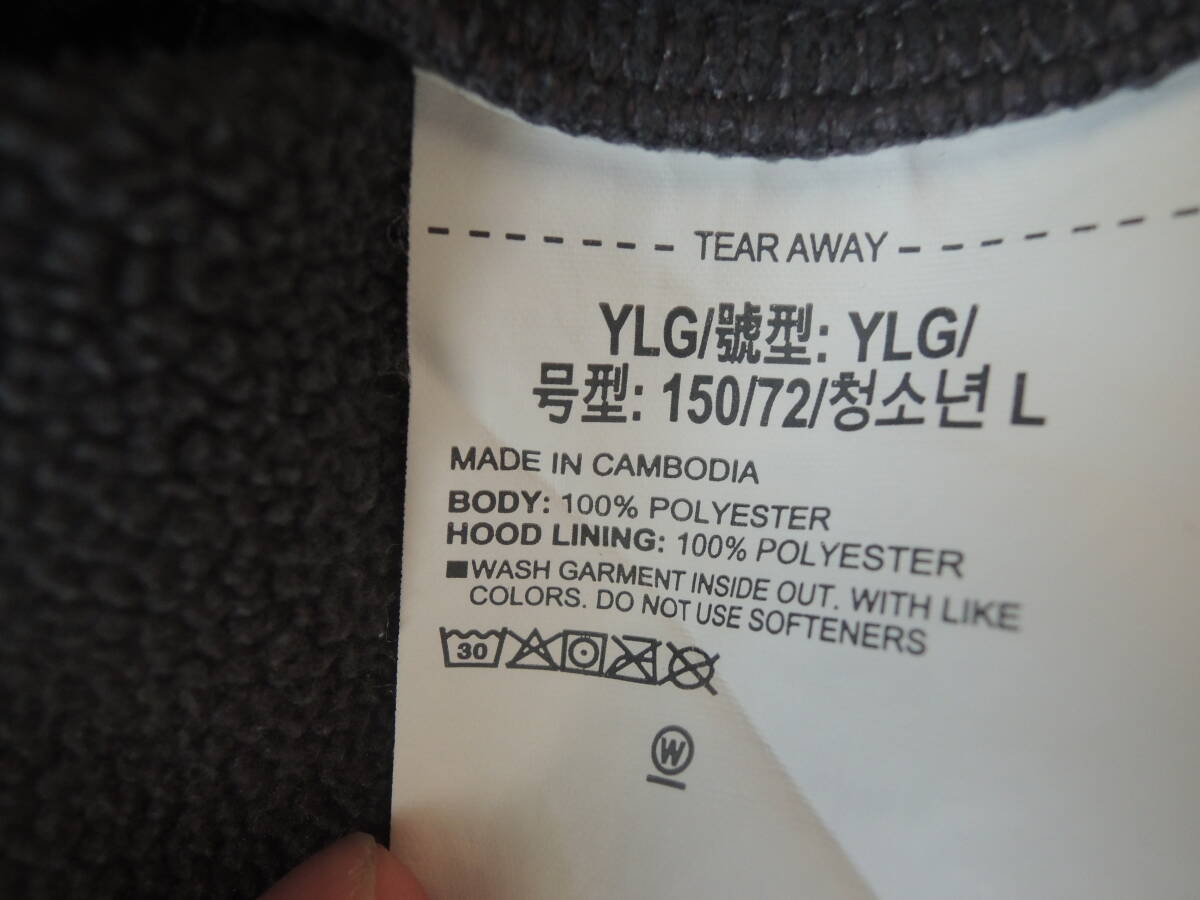 TEAR AWAY
YLG/號型: YLG/
号型: 150/72/청소년 L
MADE IN CAMBODIA
BODY: 100% POLYESTER
HOOD LINING: 100% POLYESTER
■WASH GARMENT INSIDE OUT. WITH LIKE
COLORS. DO NOT USE SOFTENERS
30
W